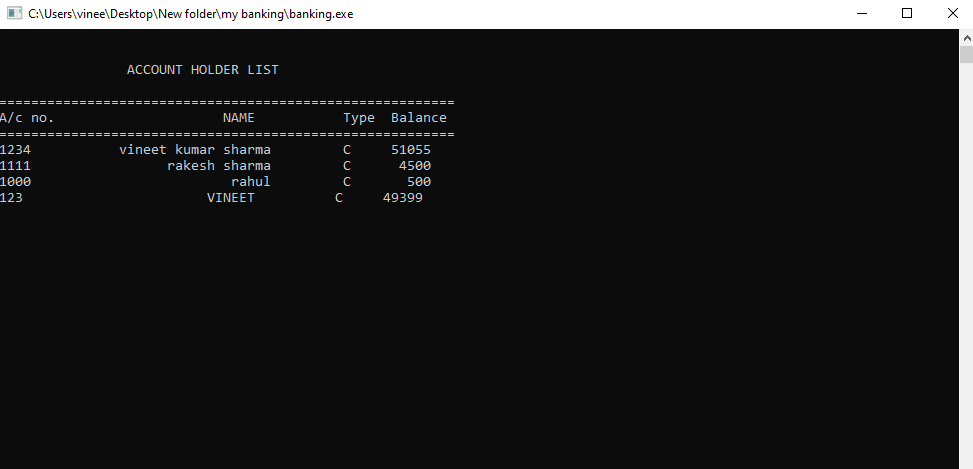 C:\Users\vinee\Desktop\New folder\my banking\banking.exe
ACCOUNT HOLDER LIST
=========================================================
A/c no.                     NAME           Type  Balance
=========================================================
1234           vineet kumar sharma         C     51055
1111                 rakesh sharma         C      4500
1000                         rahul         C       500
123                       VINEET          C     49399